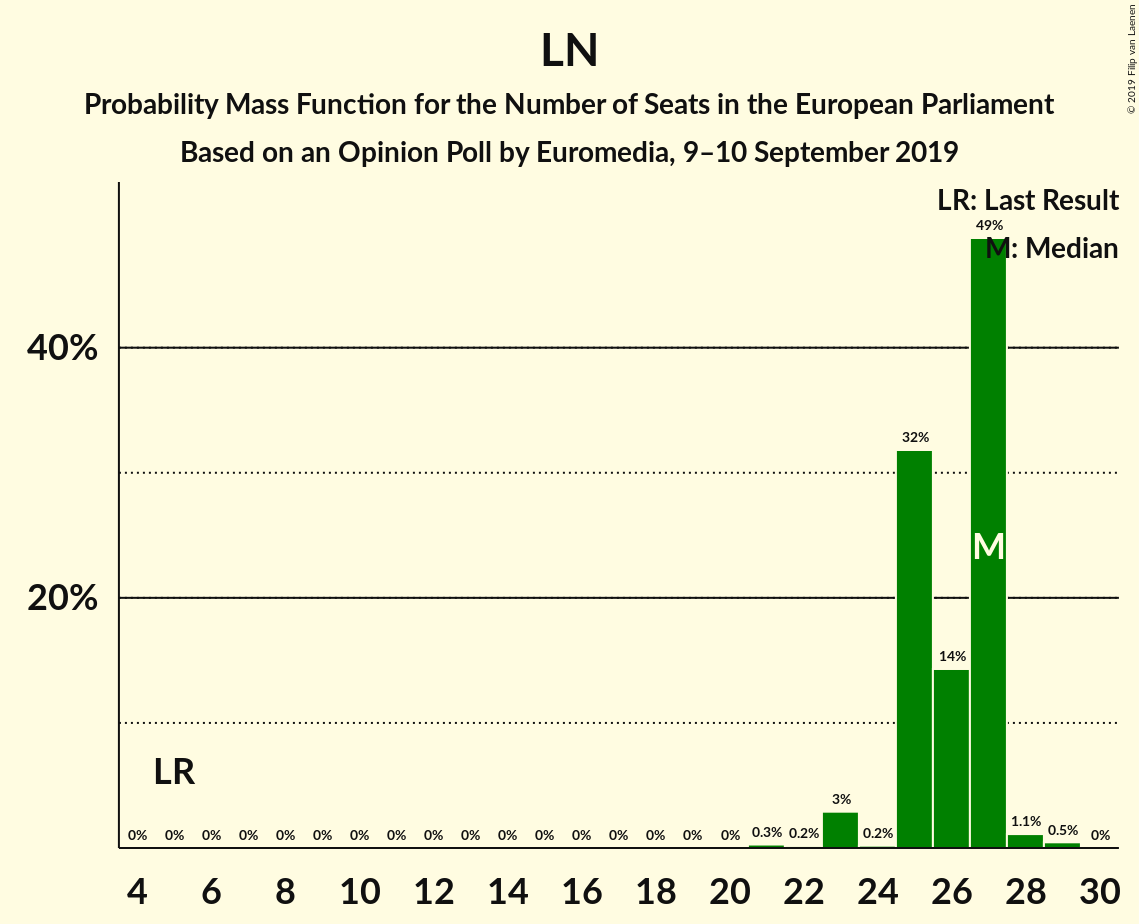 LN
Probability Mass Function for the Number of Seats in the European Parliament
Based on an Opinion Poll by Euromedia, 9–10 September 2019
© 2019 Filip van Laenen
LR: Last Result
M: Median
49%
40%
32%
M
20%
14%
LR
3%
0% 0% 0% 0% 0% 0% 0% 0% 0% 0% 0% 0% 0% 0% 0% 0% 0% 0.3% 0.2% 0.2% 1.1% 0.5% 0%
4 6 8 10 12 14 16 18 20 22 24 26 28 30